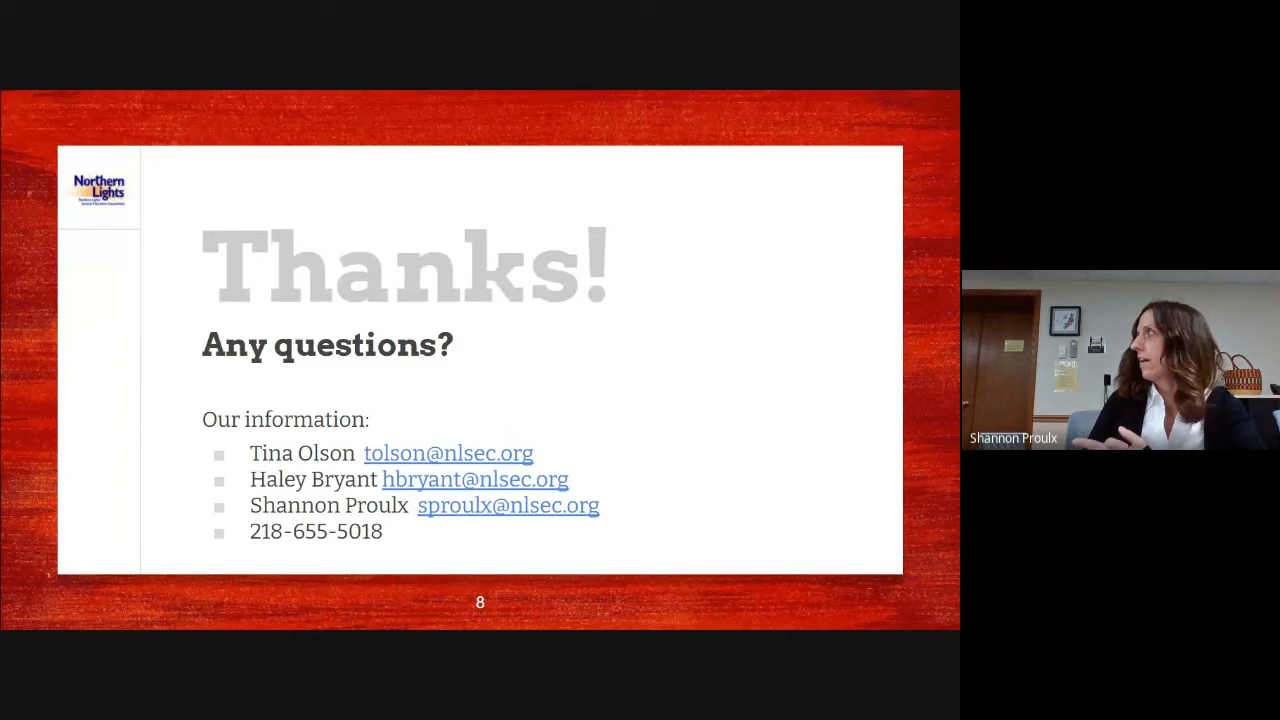 Northern
Lights
Thanks!
Any questions?
Our information:
Tina Olson tolson@nlsec.org
Haley Bryant hbryant@nlsec.org
Shannon Proulx sproulx@nlsec.org
218-655-5018
8
Shannon Proulx